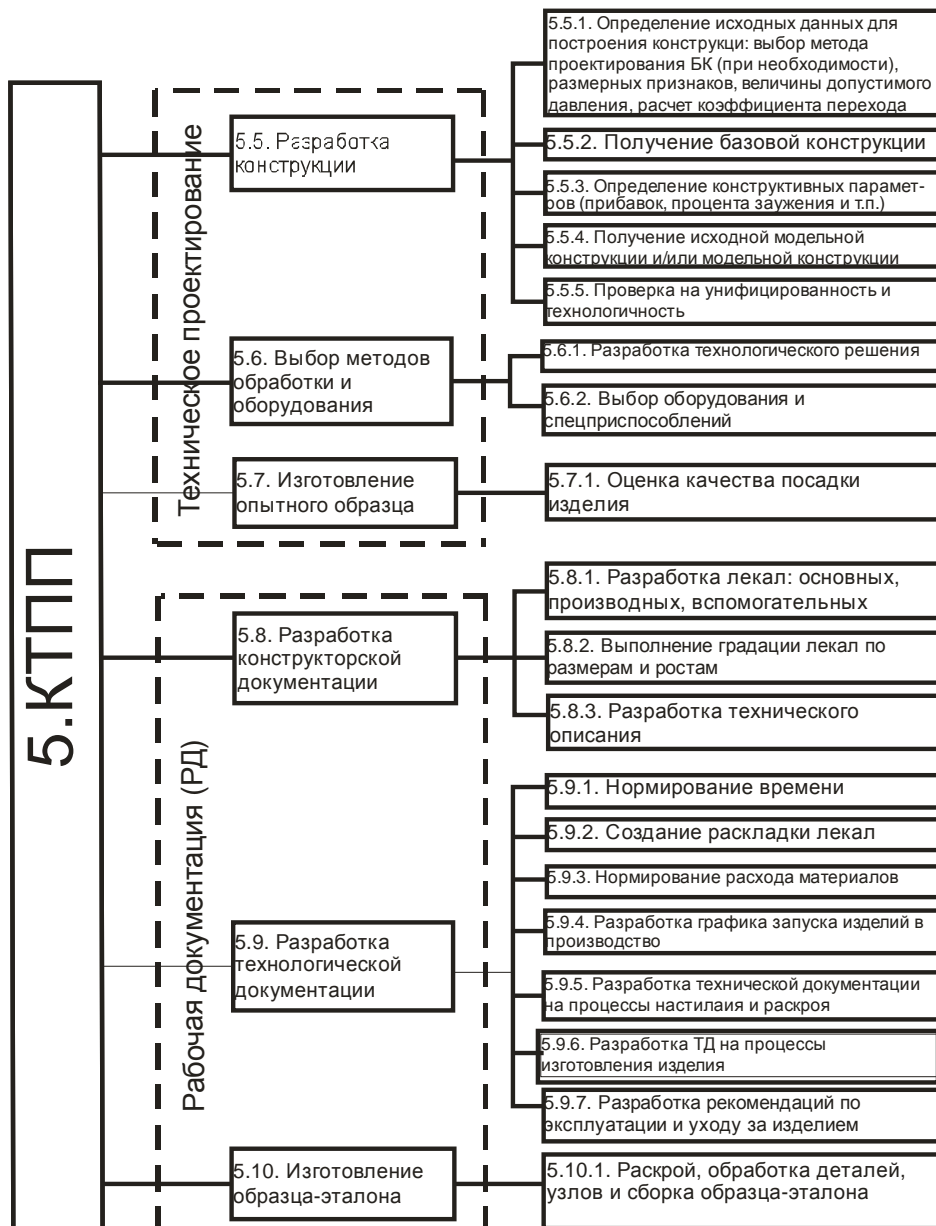 5.КТПП
Техническое проектирование
5.5. Разработка
конструкции
5.5.1. Определение исходных данных для
построения конструкци: выбор метода
проектирования БК (при необходимости),
размерных признаков, величины допустимого
давления, расчет коэффициента перехода
5.5.2. Получение базовой конструкции
5.5.3. Определение конструктивных парамет-
ров (прибавок, процента заужения и т.п.)
5.5.4. Получение исходной модельной
конструкции и/или модельной конструкции
5.5.5. Проверка на унифицированность и
технологичность
5.6. Выбор методов
обработки и
оборудования
5.6.1. Разработка технологического решения
5.6.2. Выбор оборудования и
спецприспособлений
5.7. Изготовление
опытного образца
5.7.1. Оценка качества посадки
изделия
Рабочая документация (РД)
5.8. Разработка
конструкторской
документации
5.8.1. Разработка лекал: основных,
производных, вспомогательных
5.8.2. Выполнение градации лекал по
размерам и ростам
5.8.3. Разработка технического
описания
5.9. Разработка
технологической
документации
5.9.1. Нормирование времени
5.9.2. Создание раскладки лекал
5.9.3. Нормирование расхода материалов
5.9.4. Разработка графика запуска изделий в
производство
5.9.5. Разработка технической документации
на процессы настилаия и раскроя
5.9.6. Разработка ТД на процессы
изготовления изделия
5.9.7. Разработка рекомендаций по
эксплуатации и уходу за изделием
5.10. Изготовление
образца-эталона
5.10.1. Раскрой, обработка деталей,
узлов и сборка образца-эталона